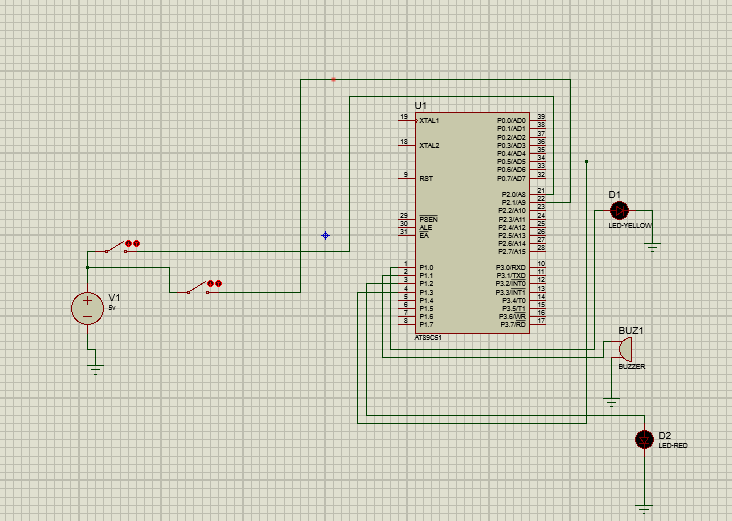 U1
19 XTAL1 P0.0/AD0 39
P0.1/AD1 38
P0.2/AD2 37
18 XTAL2 P0.3/AD3 36
P0.4/AD4 35
P0.5/AD5 34
P0.6/AD6 33
9 RST P0.7/AD7 32
P2.0/A8 21
P2.1/A9 22
P2.2/A10 23
29 PSEN P2.3/A11 24
30 ALE P2.4/A12 25
31 EA P2.5/A13 26
P2.6/A14 27
P2.7/A15 28
1 P1.0 P3.0/RXD 10
2 P1.1 P3.1/TXD 11
3 P1.2 P3.2/INT0 12
4 P1.3 P3.3/INT1 13
5 P1.4 P3.4/T0 14
6 P1.5 P3.5/T1 15
7 P1.6 P3.6/WR 16
8 P1.7 P3.7/RD 17
AT89C51
D1
LED-YELLOW
V1
5v
BUZ1
BUZZER
D2
LED-RED